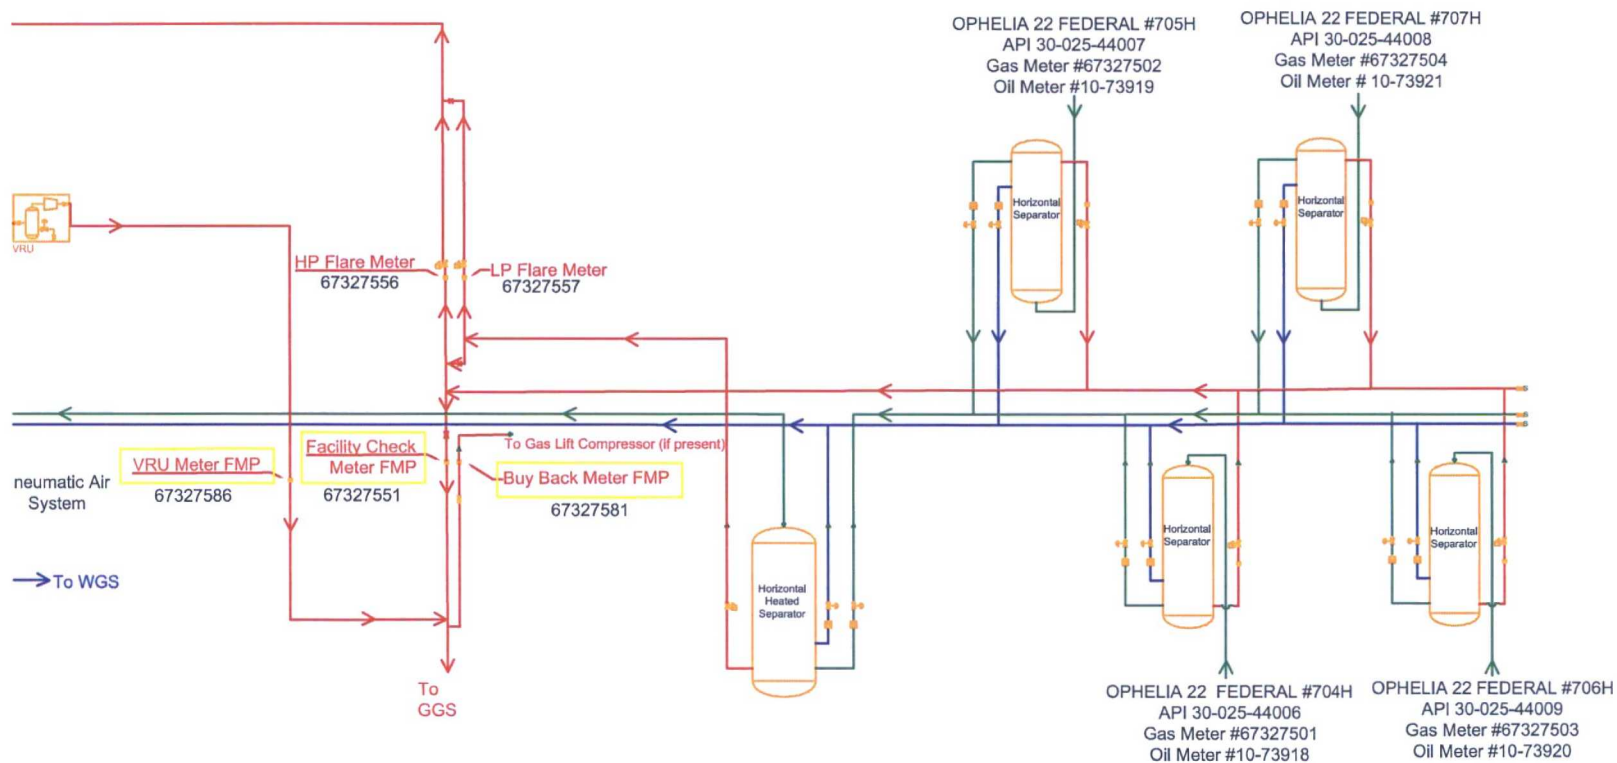 OPHELIA 22 FEDERAL #705H
API 30-025-44007
Gas Meter #67327502
Oil Meter #10-73919
OPHELIA 22 FEDERAL #707H
API 30-025-44008
Gas Meter #67327504
Oil Meter # 10-73921
Horizontal
Separator
Horizontal
Separator
VRU
HP Flare Meter
67327556
LP Flare Meter
67327557
To Gas Lift Compressor (if present)
VRU Meter FMP
67327586
Facility Check
Meter FMP
67327551
Buy Back Meter FMP
67327581
neumatic Air
System
To WGS
Horizontal
Heated
Separator
Horizontal
Separator
Horizontal
Separator
To
GGS
OPHELIA 22 FEDERAL #704H
API 30-025-44006
Gas Meter #67327501
Oil Meter #10-73918
OPHELIA 22 FEDERAL #706H
API 30-025-44009
Gas Meter #67327503
Oil Meter #10-73920